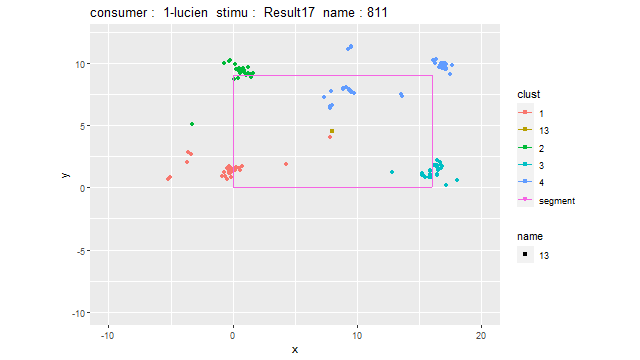 consumer : 1-lucien stimu : Result17 name : 811
10
5
0
-5
-10
y
-10
0
10
20
x
clust
1
13
2
3
4
segment
name
13